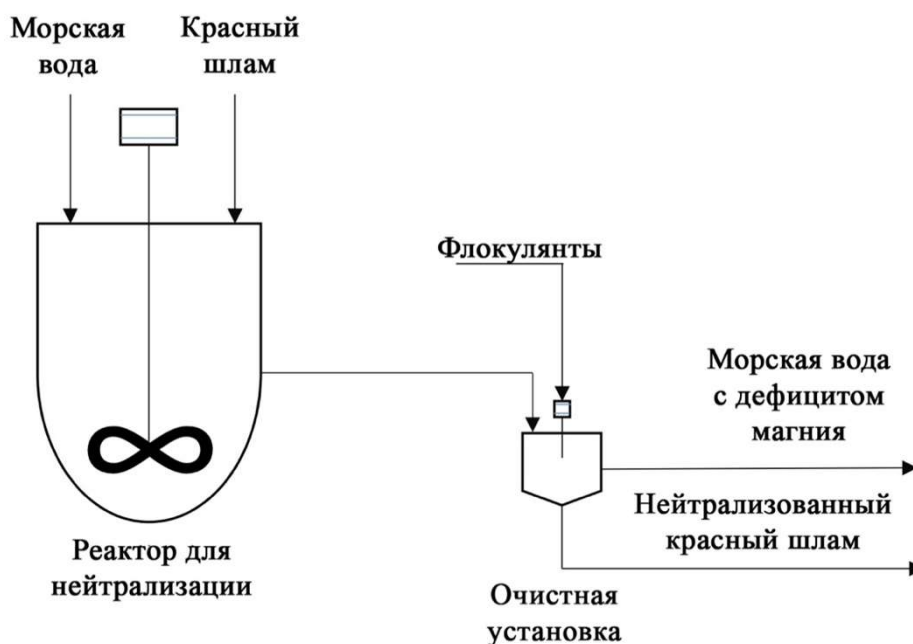 Морская
вода
Красный
шлам
Флокулянты
Морская вода
с дефицитом
магния
Нейтрализованный
красный шлам
Реактор для
нейтрализации
Очистная
установка